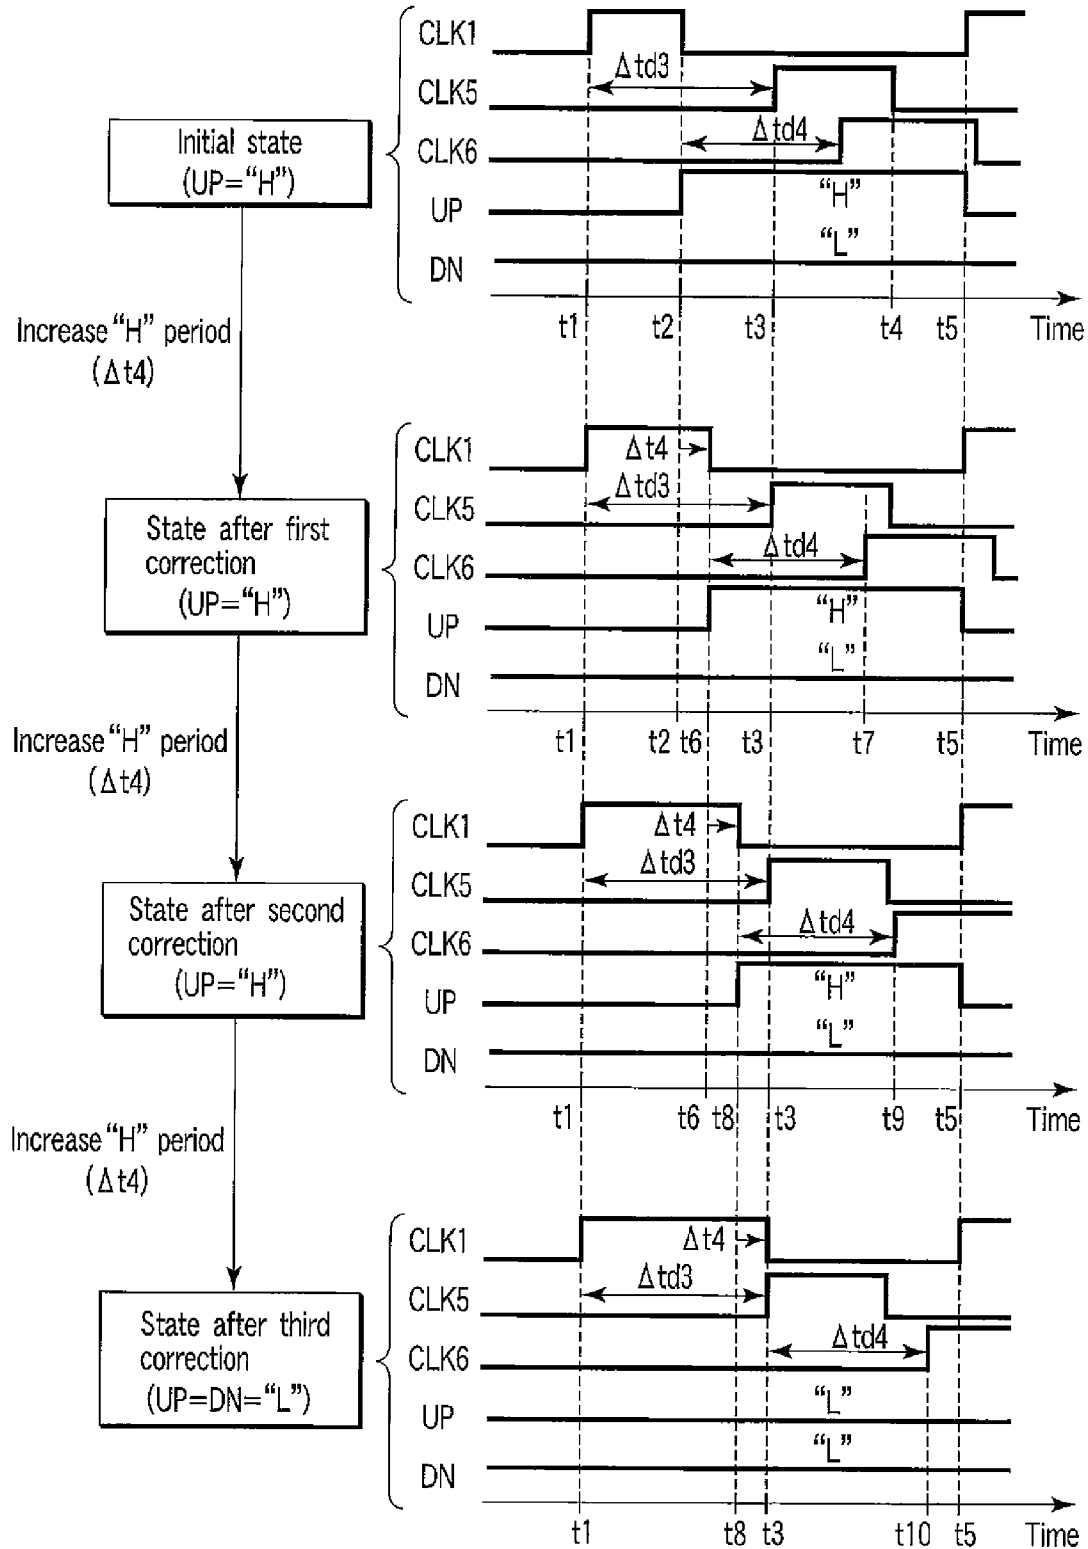 Initial state
(UP=“H”)
CLK1
Δtd3
CLK5
Δtd4
CLK6
“H”
UP
“L”
DN
t1 t2 t3 t4 t5 Time
Increase “H” period
(Δt4)
State after first
correction
(UP=“H”)
CLK1
Δt4
Δtd3
CLK5
Δtd4
CLK6
“H”
UP
“L”
DN
t1 t2 t6 t3 t7 t5 Time
Increase “H” period
(Δt4)
State after second
correction
(UP=“H”)
CLK1
Δt4
Δtd3
CLK5
Δtd4
CLK6
“H”
UP
“L”
DN
t1 t6 t8 t3 t9 t5 Time
Increase “H” period
(Δt4)
State after third
correction
(UP=DN=“L”)
CLK1
Δt4
Δtd3
CLK5
Δtd4
CLK6
“L”
UP
“L”
DN
t1 t8 t3 t10 t5 Time